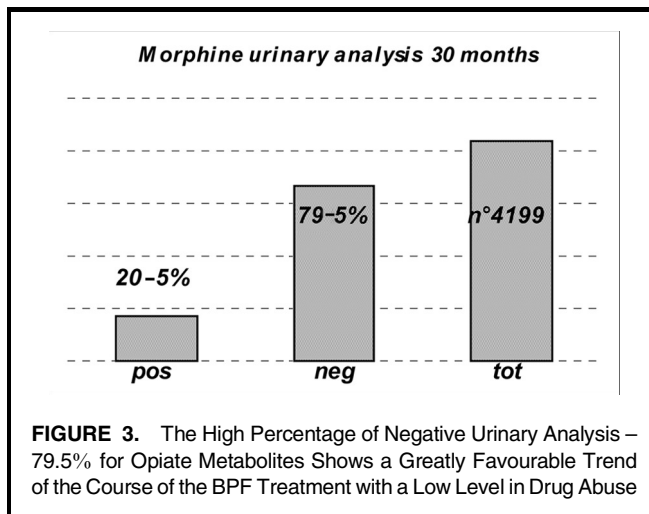 Morphine urinary analysis 30 months
20-5%
79-5%
n°4199
pos neg tot
FIGURE 3. The High Percentage of Negative Urinary Analysis –
79.5% for Opiate Metabolites Shows a Greatly Favourable Trend
of the Course of the BPF Treatment with a Low Level in Drug Abuse